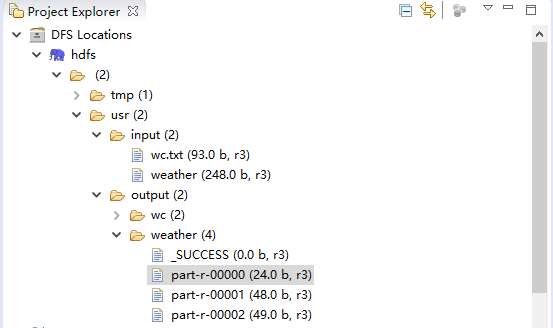 Project Explorer
DFS Locations
hdfs
(2)
tmp (1)
usr (2)
input (2)
wc.txt (93.0 b, r3)
weather (248.0 b, r3)
output (2)
wc (2)
weather (4)
_SUCCESS (0.0 b, r3)
part-r-00000 (24.0 b, r3)
part-r-00001 (48.0 b, r3)
part-r-00002 (49.0 b, r3)